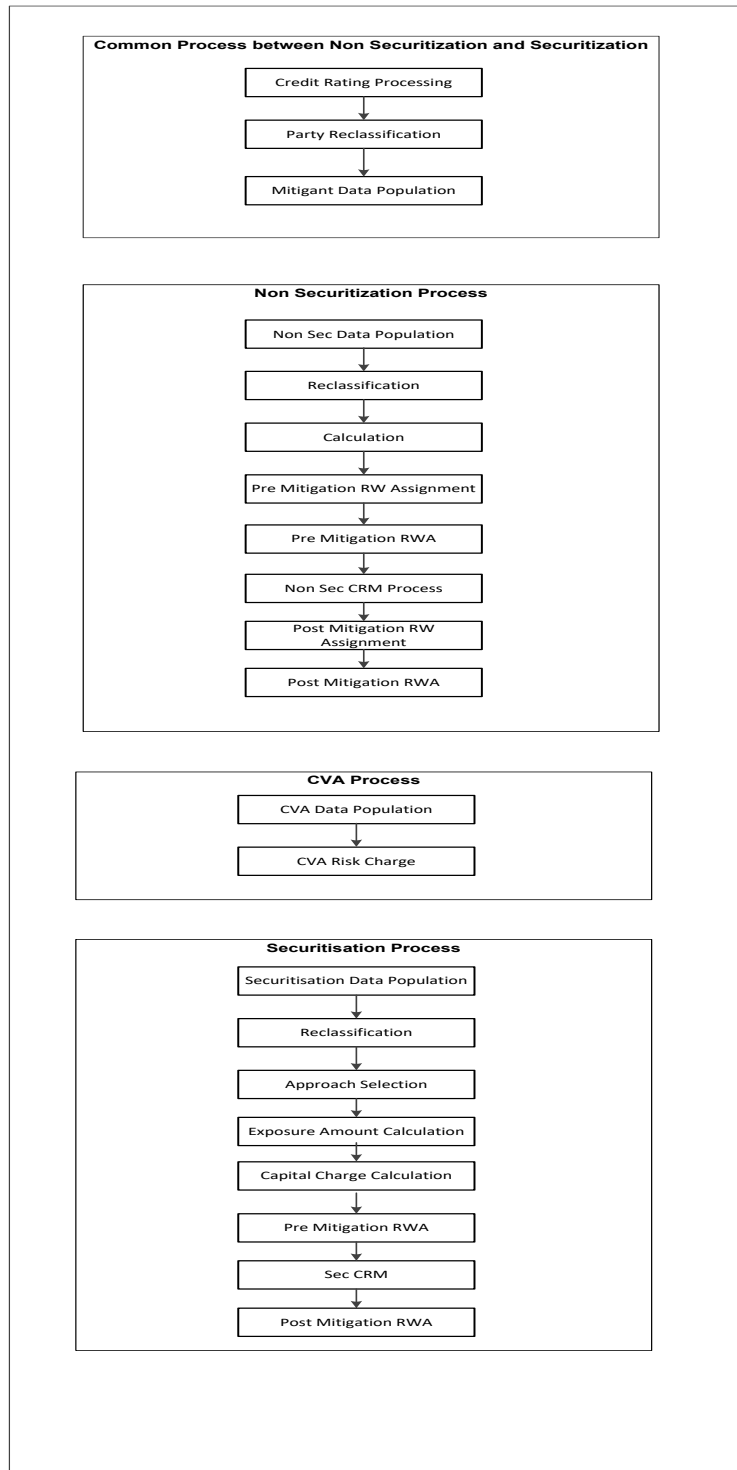 Common Process between Non Securitization and Securitization
Credit Rating Processing
Party Reclassification
Mitigant Data Population
Non Securitization Process
Non Sec Data Population
Reclassification
Calculation
Pre Mitigation RW Assignment
Pre Mitigation RWA
Non Sec CRM Process
Post Mitigation RW
Assignment
Post Mitigation RWA
CVA Process
CVA Data Population
CVA Risk Charge
Securitisation Process
Securitisation Data Population
Reclassification
Approach Selection
Exposure Amount Calculation
Capital Charge Calculation
Pre Mitigation RWA
Sec CRM
Post Mitigation RWA